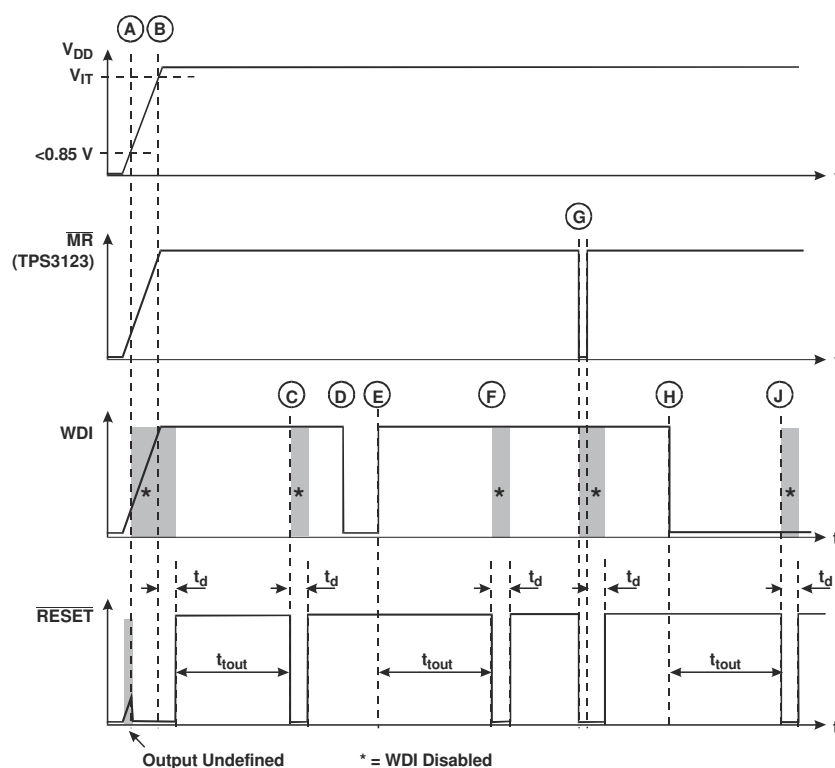 A B
VDD
VIT
<0.85 V
t
G
MR
(TPS3123)
t
C D E F H J
WDI
* * * * *
t
td td td td td
RESET
ttout ttout ttout
t
Output Undefined * = WDI Disabled